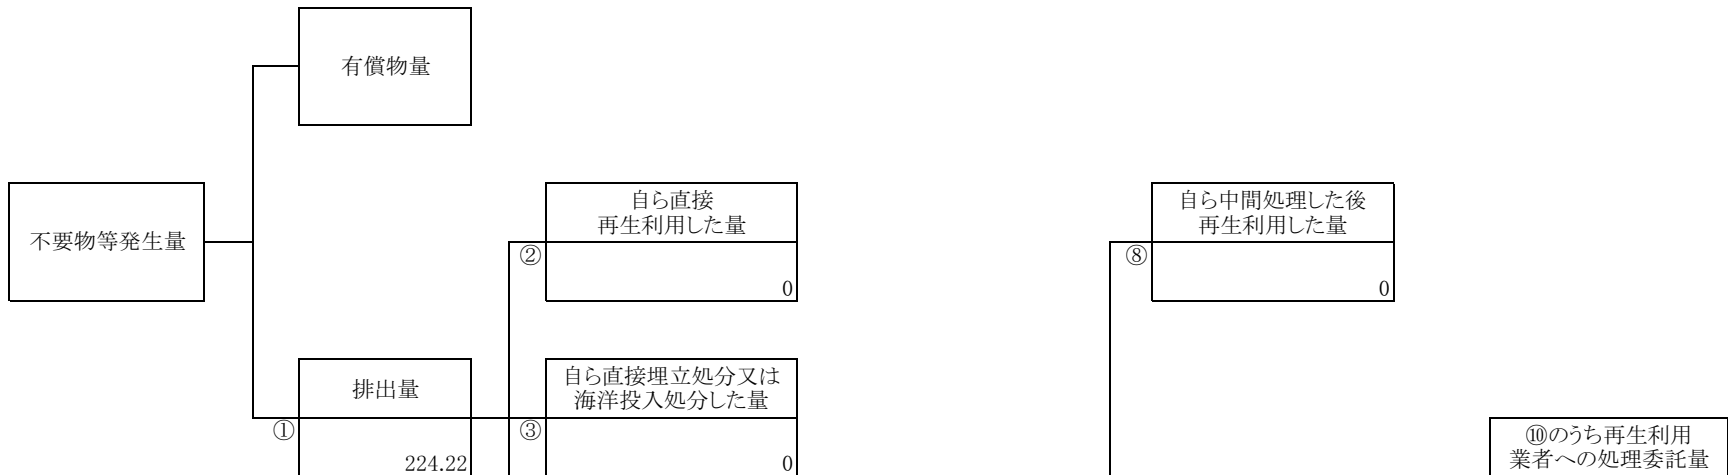 有償物量
不要物等発生量
自ら直接
再生利用した量
②
0
自ら中間処理した後
再生利用した量
⑧
0
排出量
①
224.22
自ら直接埋立処分又は
海洋投入処分した量
③
0
⑩のうち再生利用
業者への処理委託量